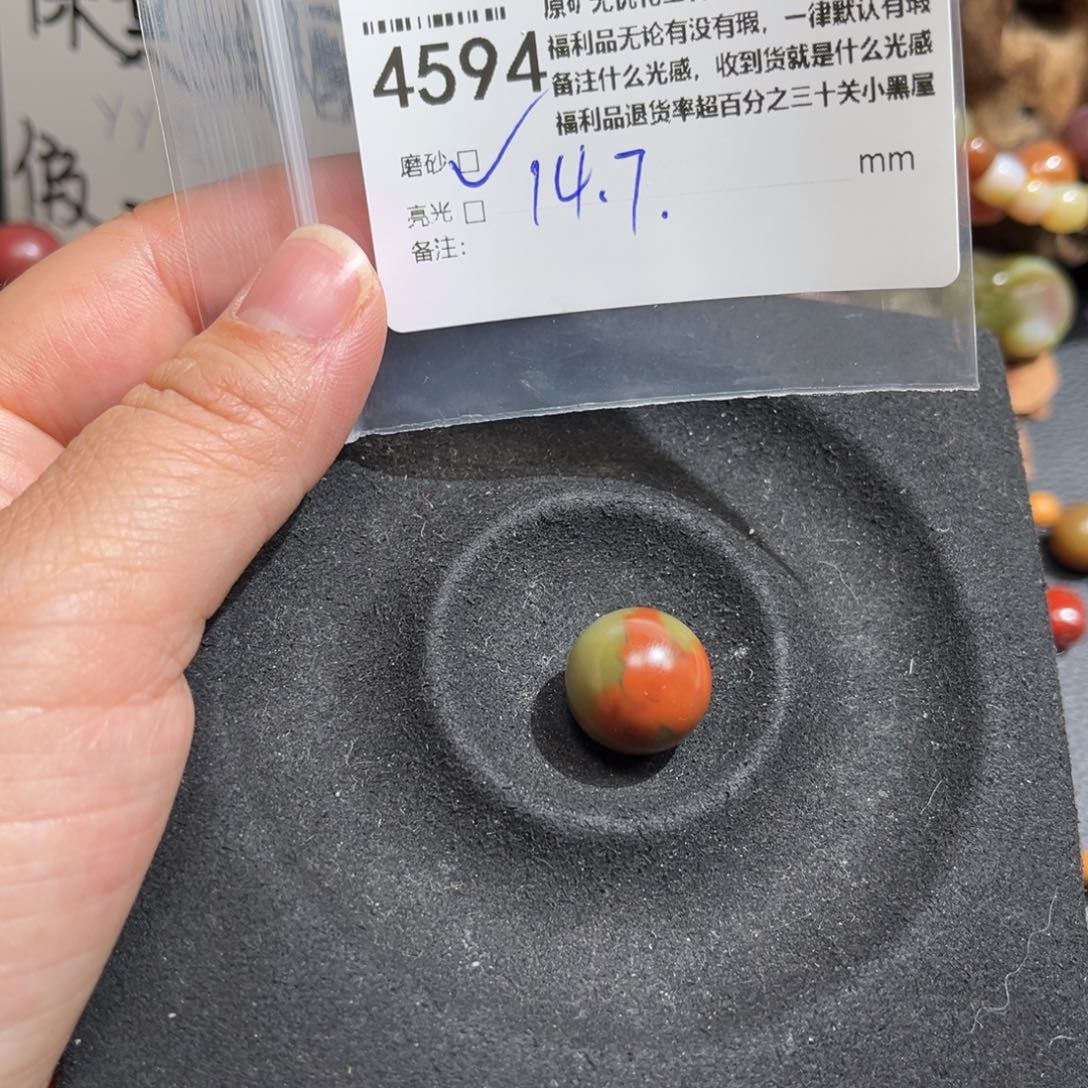 福利品无论有没有瑕，一律默认有瑕
4594
备注什么光感，收到货就是什么光感
福利品退货率超百分之三十关小黑屋
磨砂 □
14.7.
mm
亮光 □
备注：
假